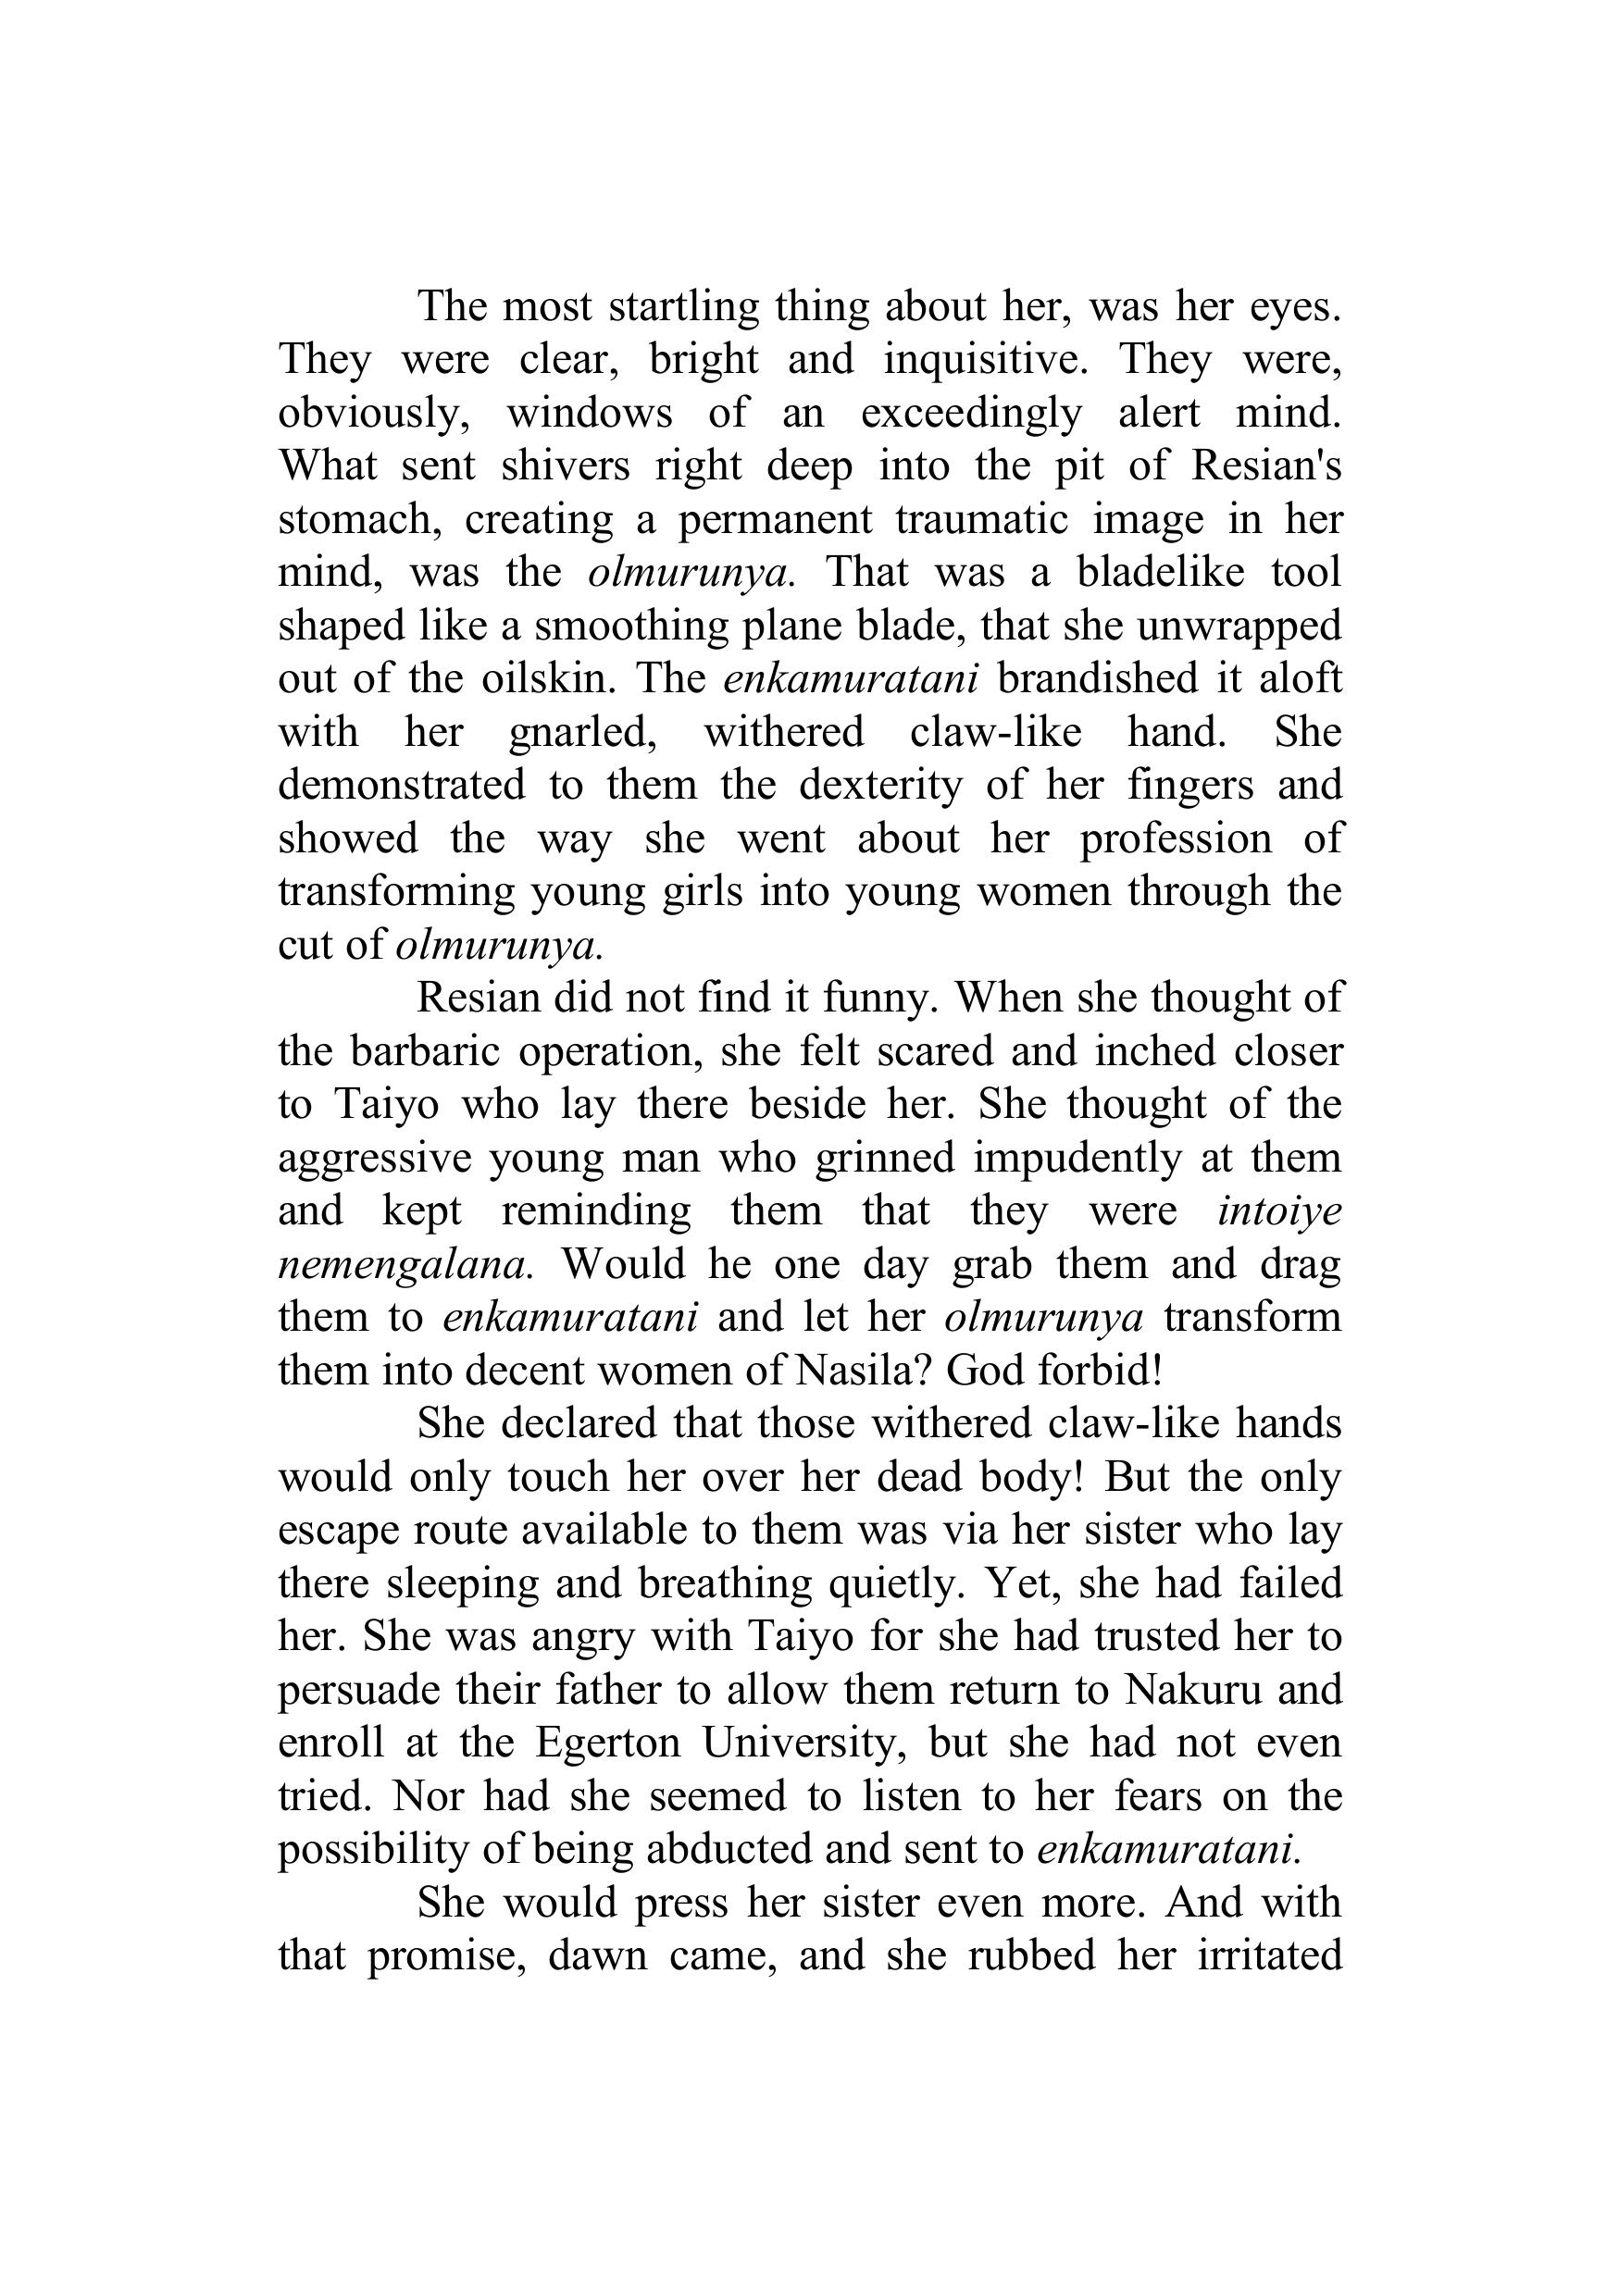 The most startling thing about her, was her eyes.
They were clear, bright and inquisitive. They were,
obviously, windows of an exceedingly alert mind.
What sent shivers right deep into the pit of Resian's
stomach, creating a permanent traumatic image in her
mind, was the olmurunya. That was a bladelike tool
shaped like a smoothing plane blade, that she unwrapped
out of the oilskin. The enkamuratani brandished it aloft
with her gnarled, withered claw-like hand. She
demonstrated to them the dexterity of her fingers and
showed the way she went about her profession of
transforming young girls into young women through the
cut of olmurunya.
Resian did not find it funny. When she thought of
the barbaric operation, she felt scared and inched closer
to Taiyo who lay there beside her. She thought of the
aggressive young man who grinned impudently at them
and kept reminding them that they were intoiye
nemengalana. Would he one day grab them and drag
them to enkamuratani and let her olmurunya transform
them into decent women of Nasila? God forbid!
She declared that those withered claw-like hands
would only touch her over her dead body! But the only
escape route available to them was via her sister who lay
there sleeping and breathing quietly. Yet, she had failed
her. She was angry with Taiyo for she had trusted her to
persuade their father to allow them return to Nakuru and
enroll at the Egerton University, but she had not even
tried. Nor had she seemed to listen to her fears on the
possibility of being abducted and sent to enkamuratani.
She would press her sister even more. And with
that promise, dawn came, and she rubbed her irritated